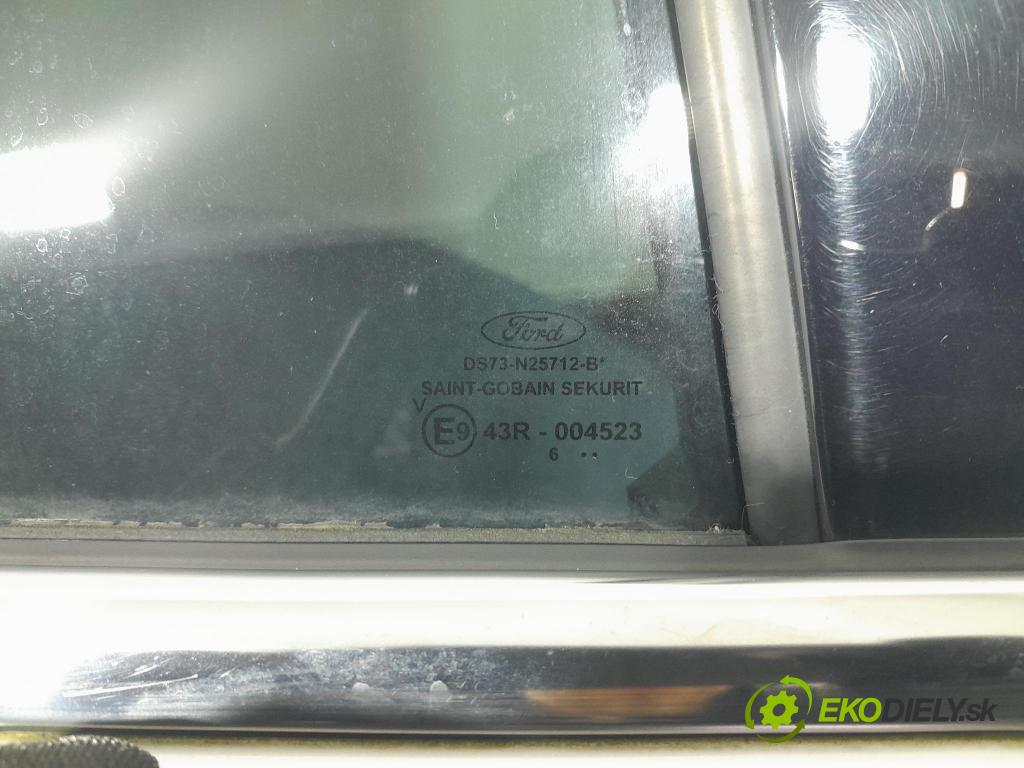 Ford
DS73-N25712-B*
SAINT-GOBAIN SEKURIT
V
E9 43R - 004523
6 ••
EKODIELY.sk